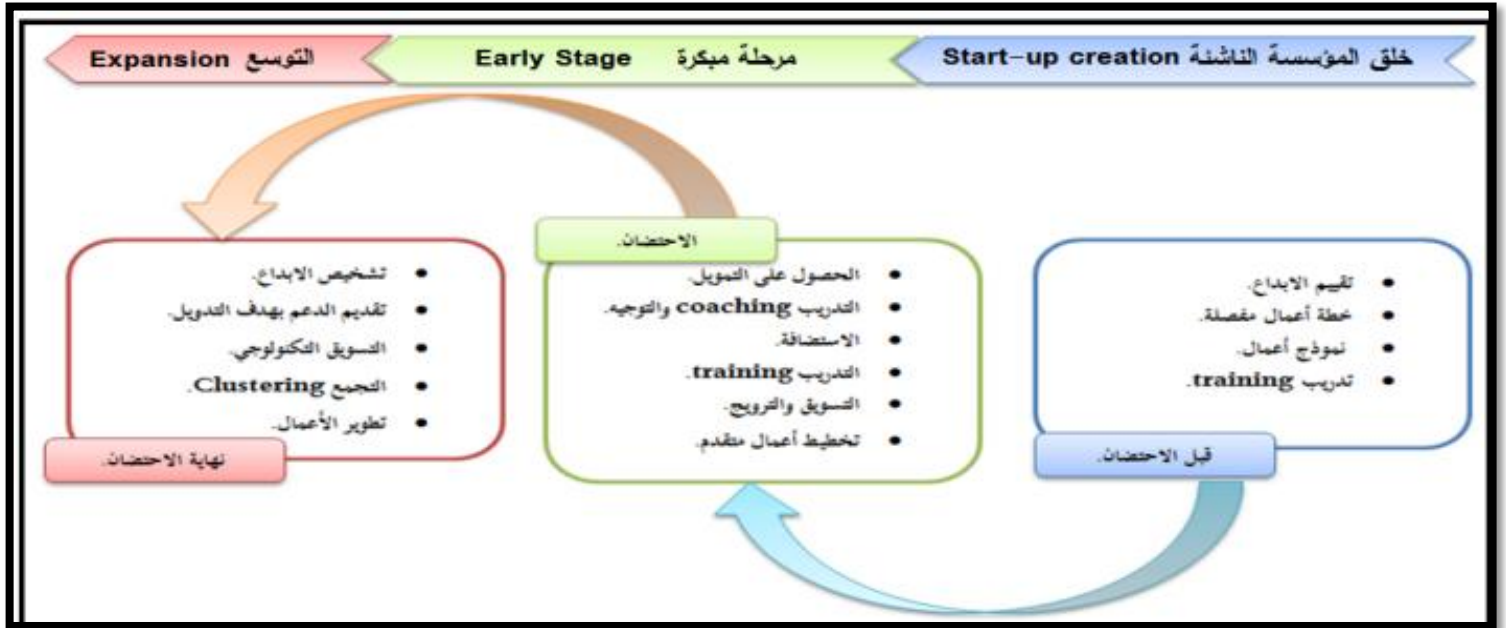 خلق المؤسسة الناشئة Start-up creation
مرحلة مبكرة Early Stage
التوسع Expansion
تقييم الابداع.
خطة أعمال مفصلة.
نموذج أعمال.
تدريب training.
قبل الاحتضان.
الاحتضان.
الحصول على التمويل.
التدريب coaching والتوجيه.
الاستضافة.
التدريب training.
التسويق والترويج.
تخطيط أعمال متقدم.
تشخيص الابداع.
تقديم الدعم بهدف التدويل.
التسويق التكنولوجي.
التجمع Clustering.
تطوير الأعمال.
نهاية الاحتضان.